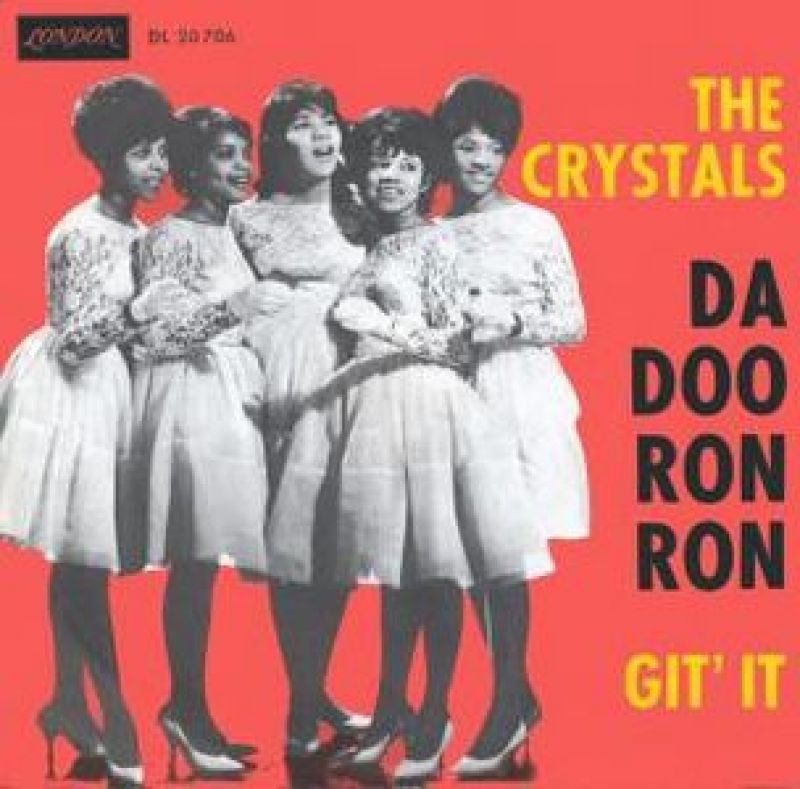 LONDON DL 20 706
THE
CRYSTALS
DA
DOO
RON
RON
GIT' IT